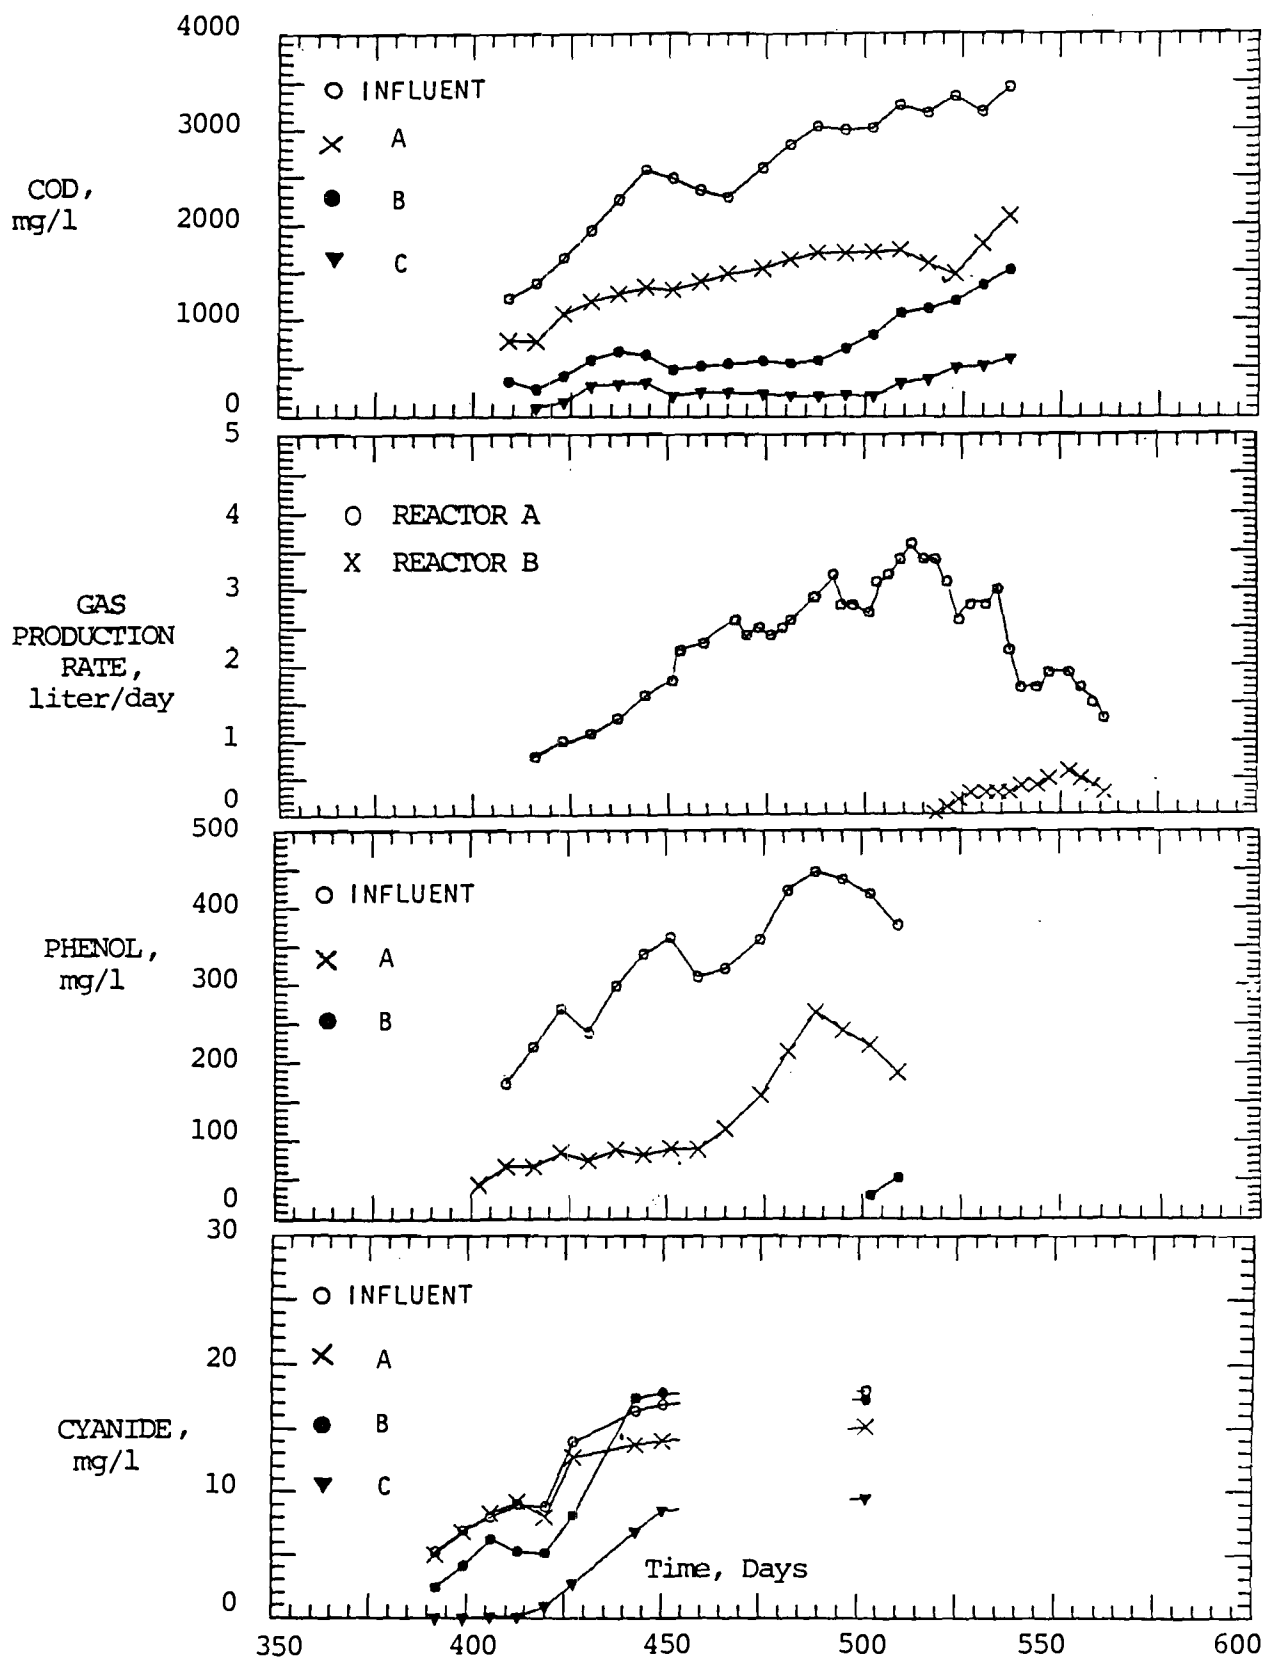 4000
3000
2000
1000
0
COD,
mg/l
INFLUENT
A
B
C
5
4
3
2
1
0
GAS
PRODUCTION
RATE,
liter/day
REACTOR A
REACTOR B
500
400
300
200
100
0
PHENOL,
mg/l
INFLUENT
A
B
30
20
10
0
CYANIDE,
mg/l
INFLUENT
A
B
C
Time, Days
350 400 450 500 550 600